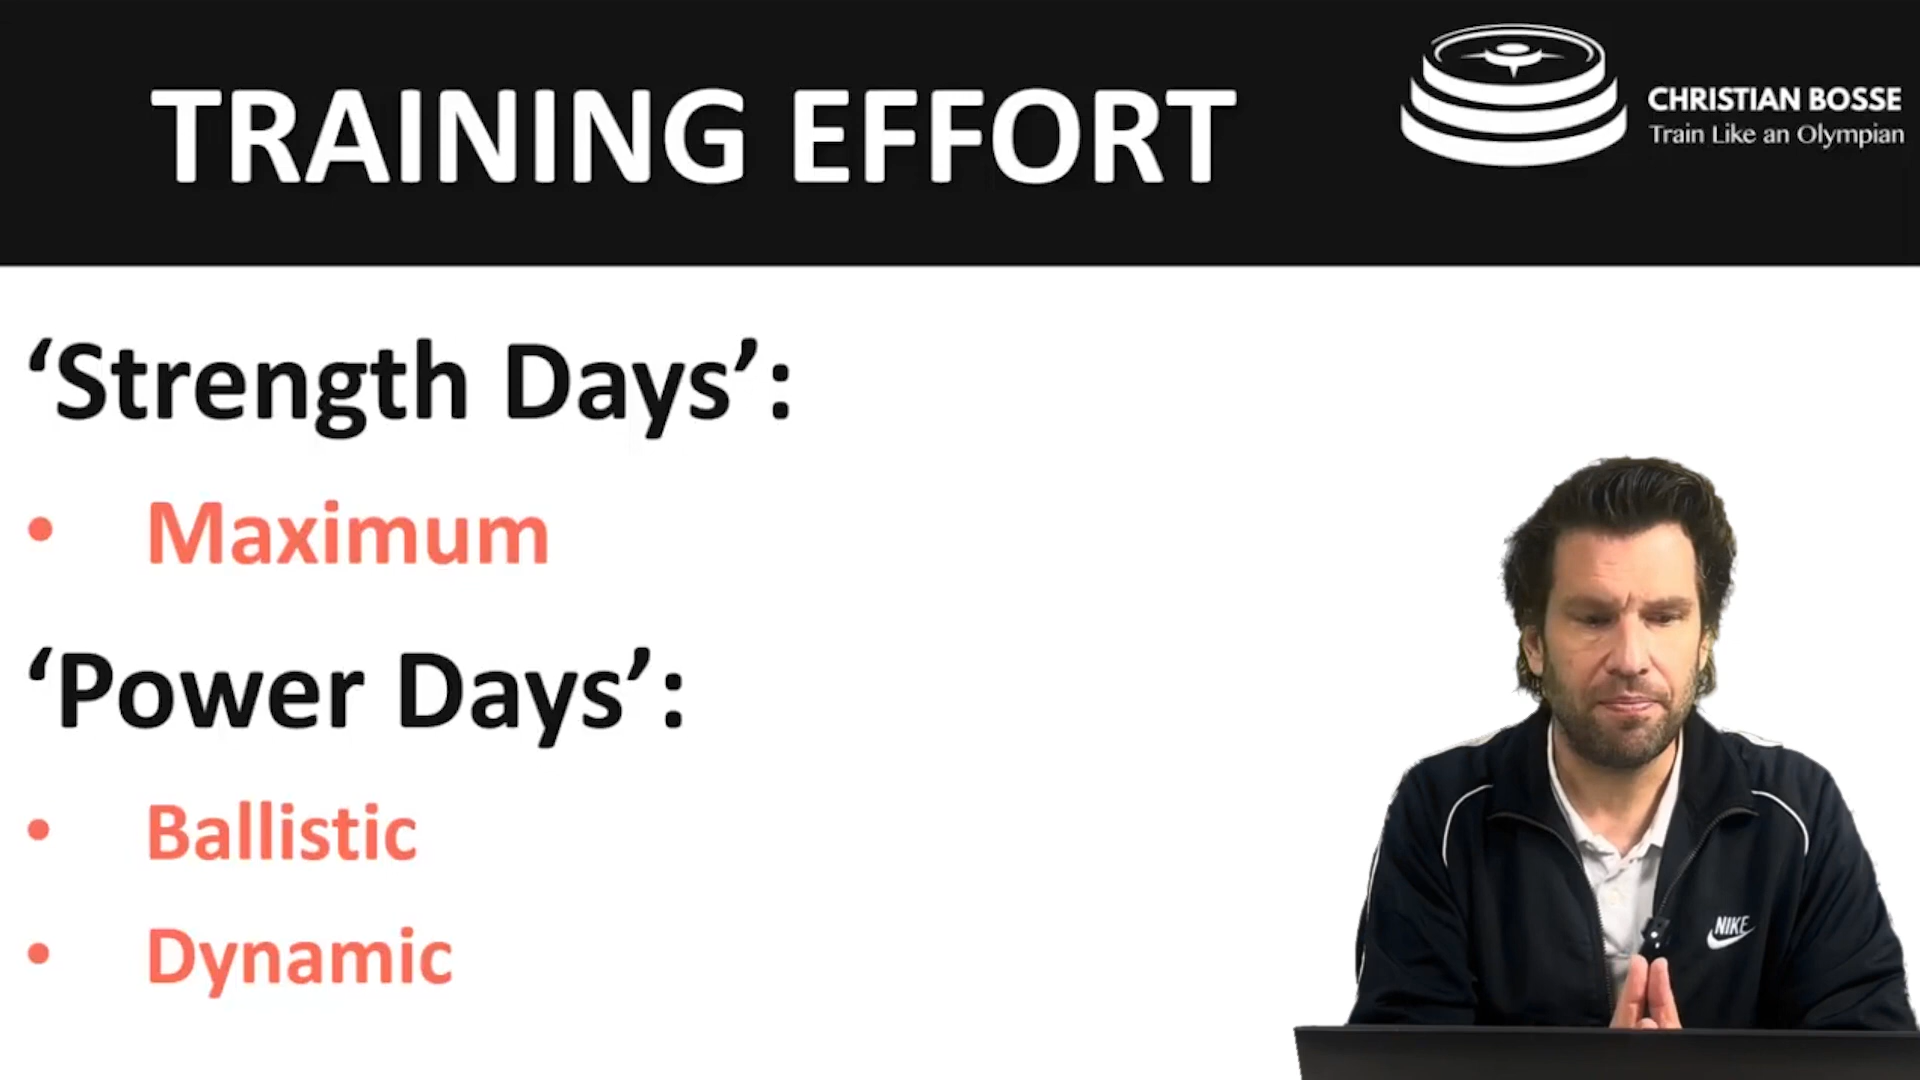 TRAINING EFFORT
CHRISTIAN BOSSE
Train Like an Olympian
‘Strength Days’:
• Maximum
‘Power Days’:
• Ballistic
• Dynamic
NIKE